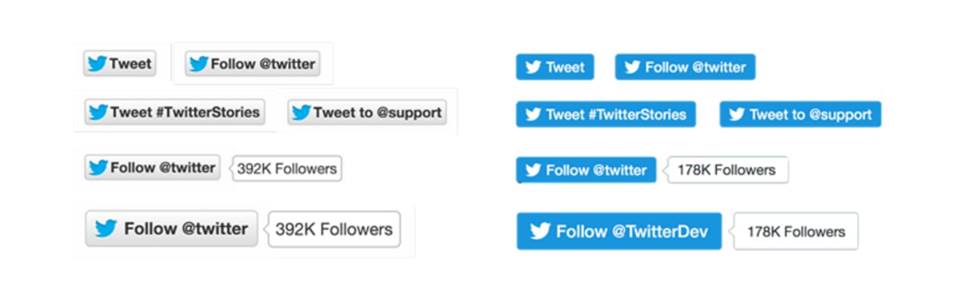 Tweet Follow @twitter
Tweet #TwitterStories Tweet to @support
Follow @twitter 392K Followers
Follow @twitter 392K Followers
Tweet Follow @twitter
Tweet #TwitterStories Tweet to @support
Follow @twitter 178K Followers
Follow @TwitterDev 178K Followers